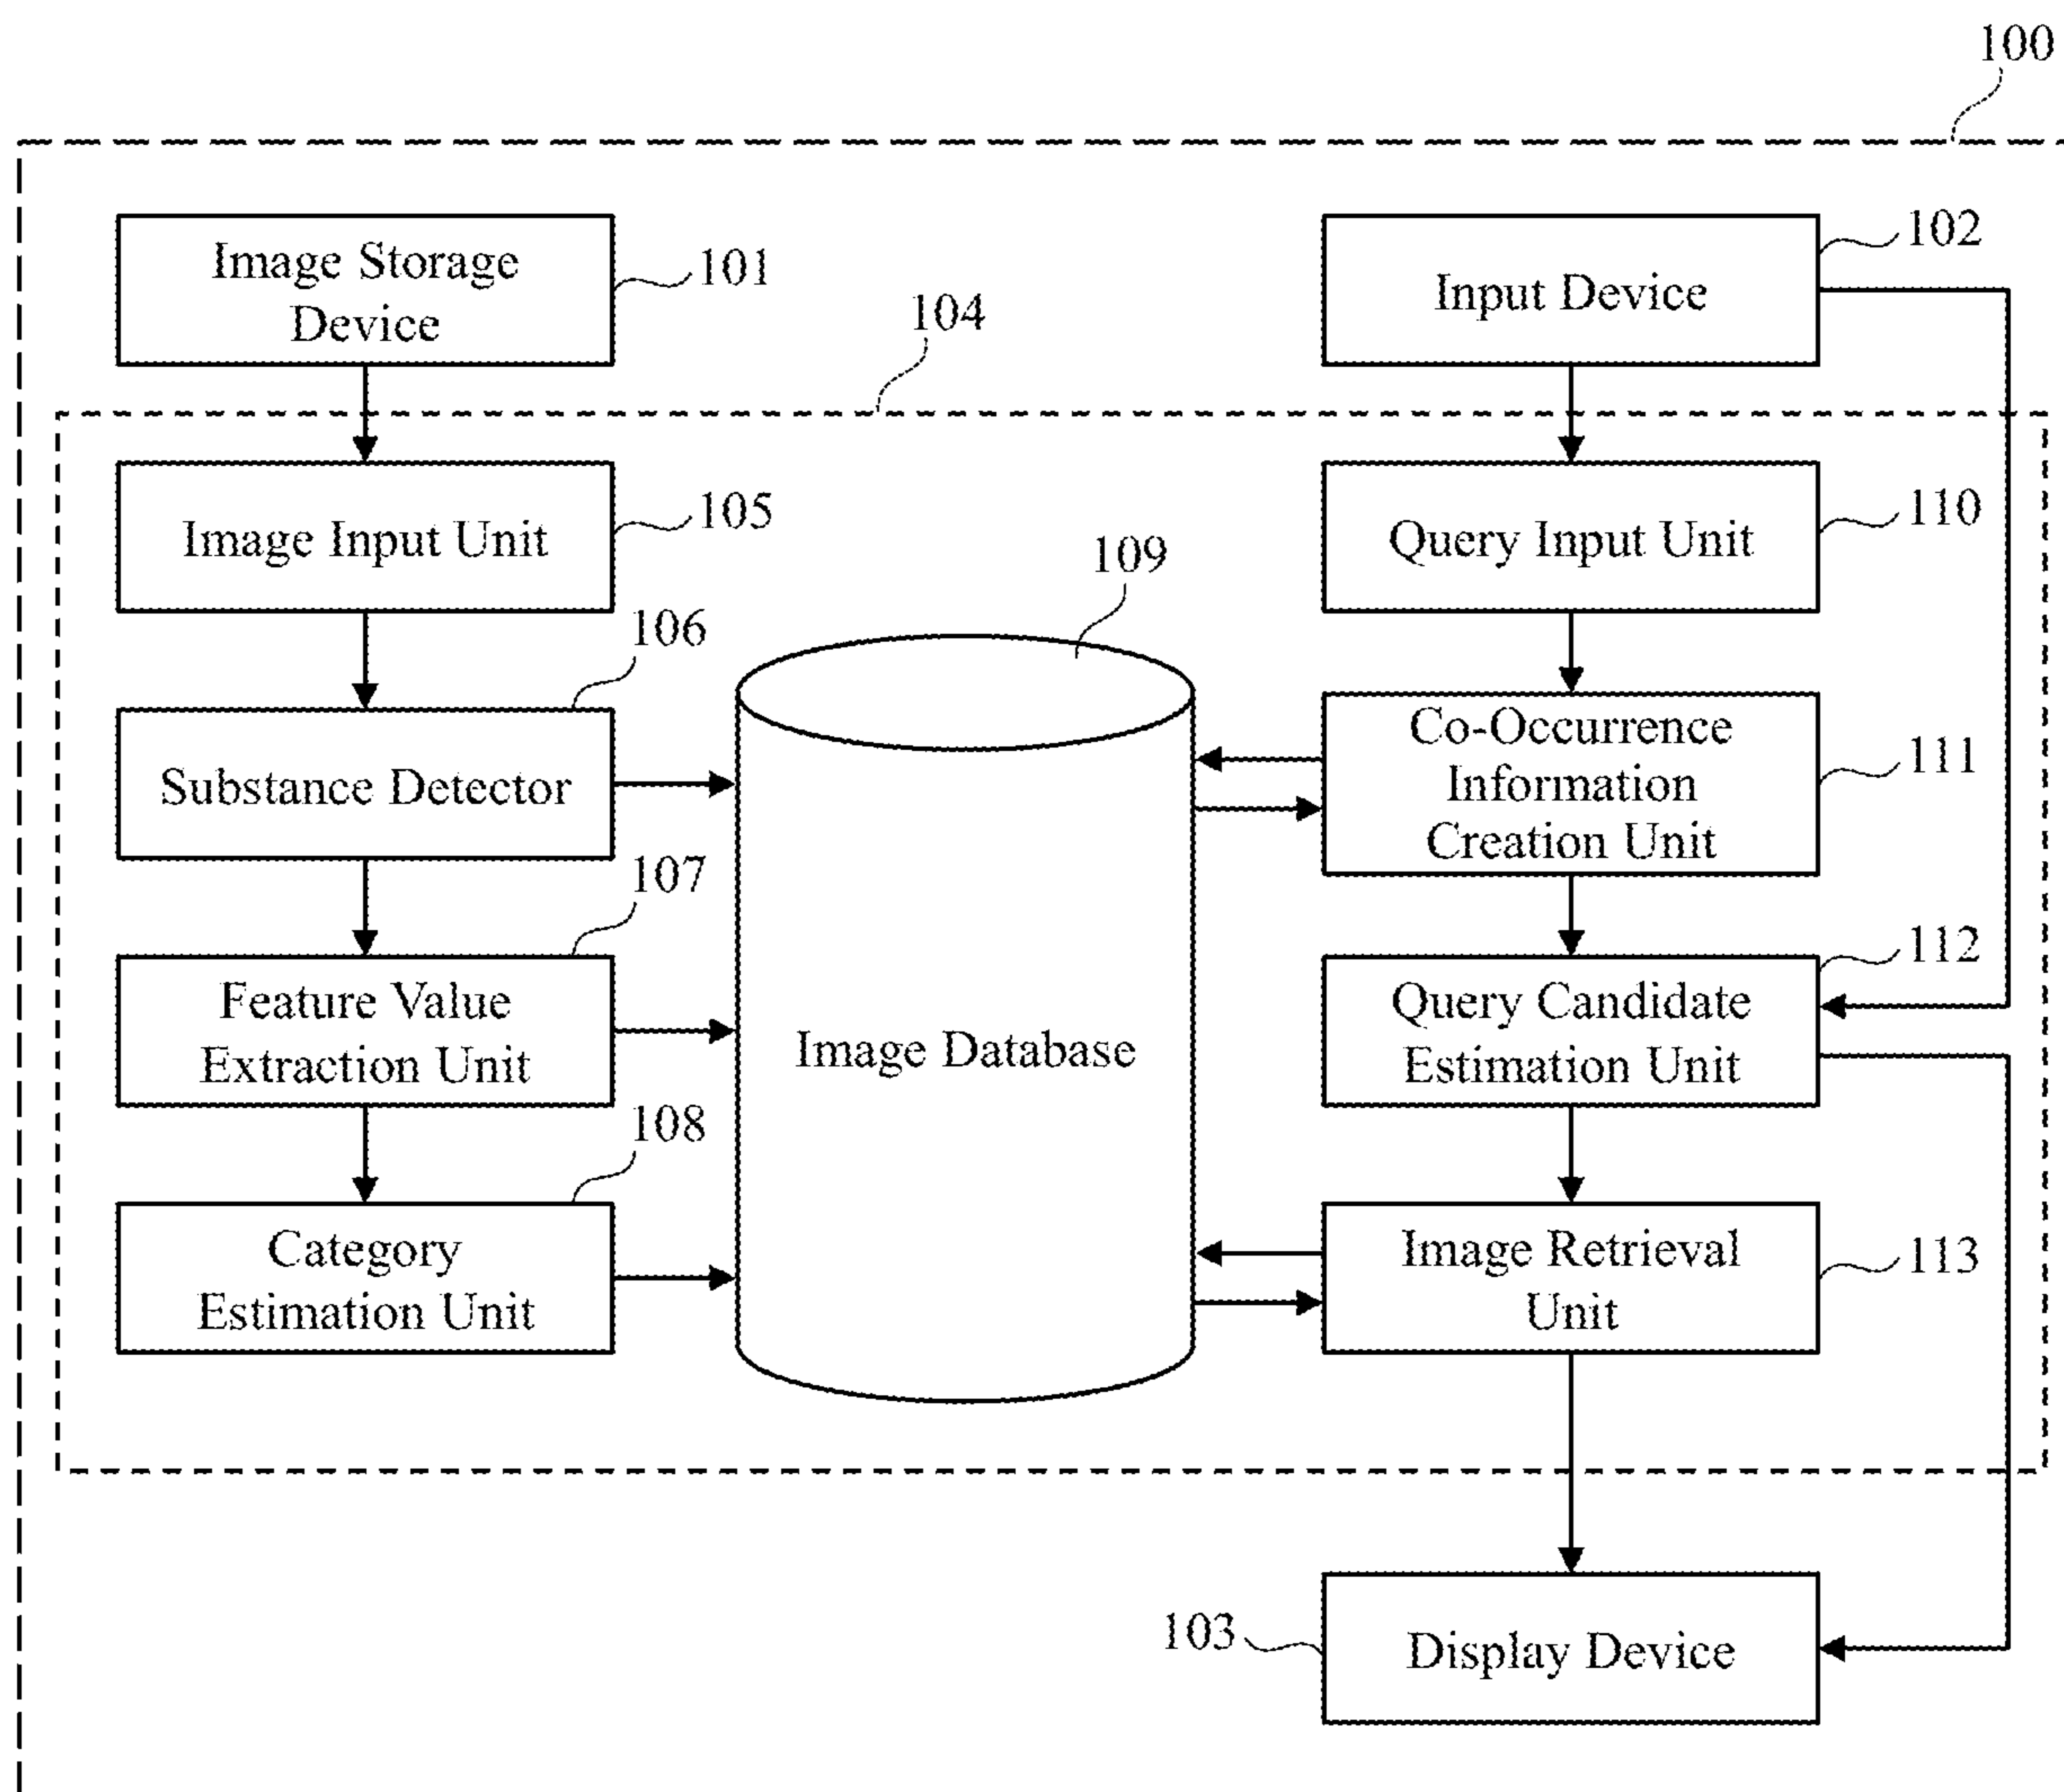 100
Image Storage
Device
101
Input Device
102
104
Image Input Unit
105
Query Input Unit
110
109
106
Substance Detector
Co-Occurrence
Information
Creation Unit
111
107
Feature Value
Extraction Unit
Image Database
Query Candidate
Estimation Unit
112
108
Category
Estimation Unit
Image Retrieval
Unit
113
103
Display Device